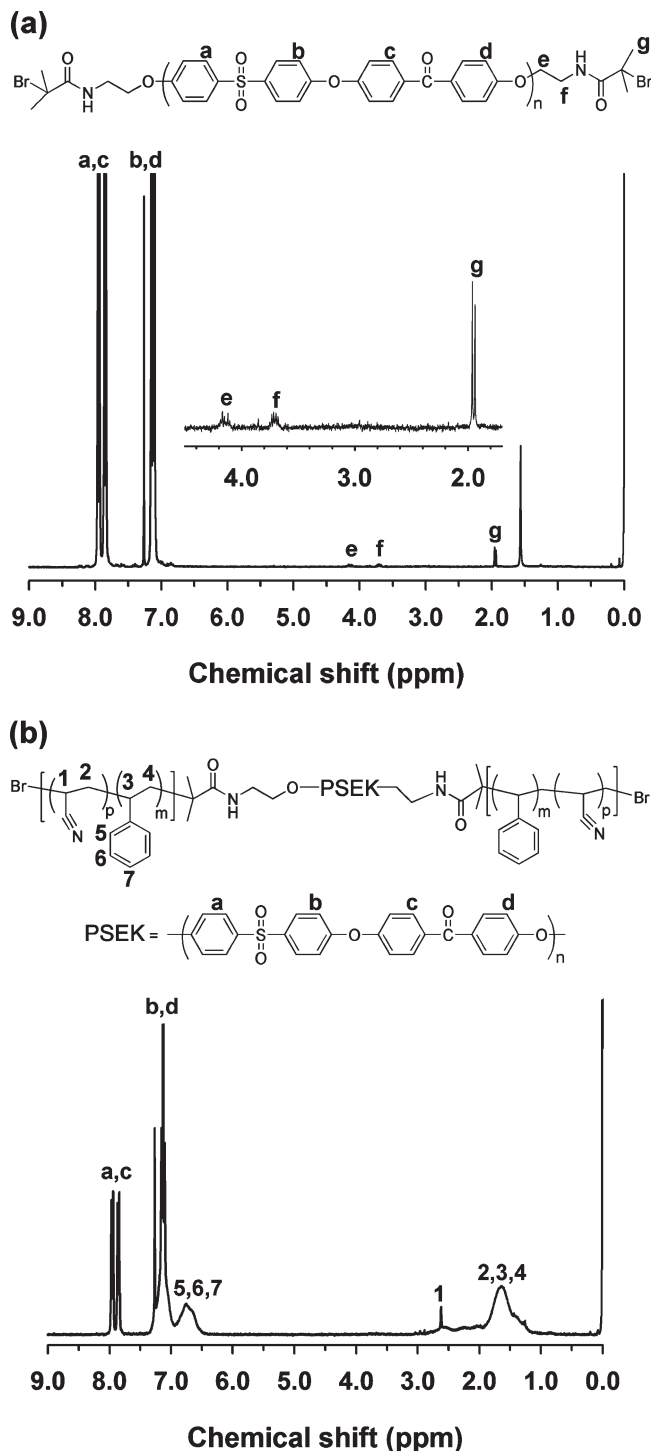 (a)
a b c d
e g
Br O N H O ( S O O O C O O ) n f N H O Br
a,c b,d
g
e f
4.0 3.0 2.0
e f g
9.0 8.0 7.0 6.0 5.0 4.0 3.0 2.0 1.0 0.0
Chemical shift (ppm)
(b)
Br [ ( 1 2 ) p ( 3 4 ) m ] O N H O PSEK N H O [ ( ) m ( ) p ] Br
N 5 6 7 N
a b c d
PSEK = ( S O O O C O O ) n
b,d
a,c
5,6,7 1 2,3,4
9.0 8.0 7.0 6.0 5.0 4.0 3.0 2.0 1.0 0.0
Chemical shift (ppm)